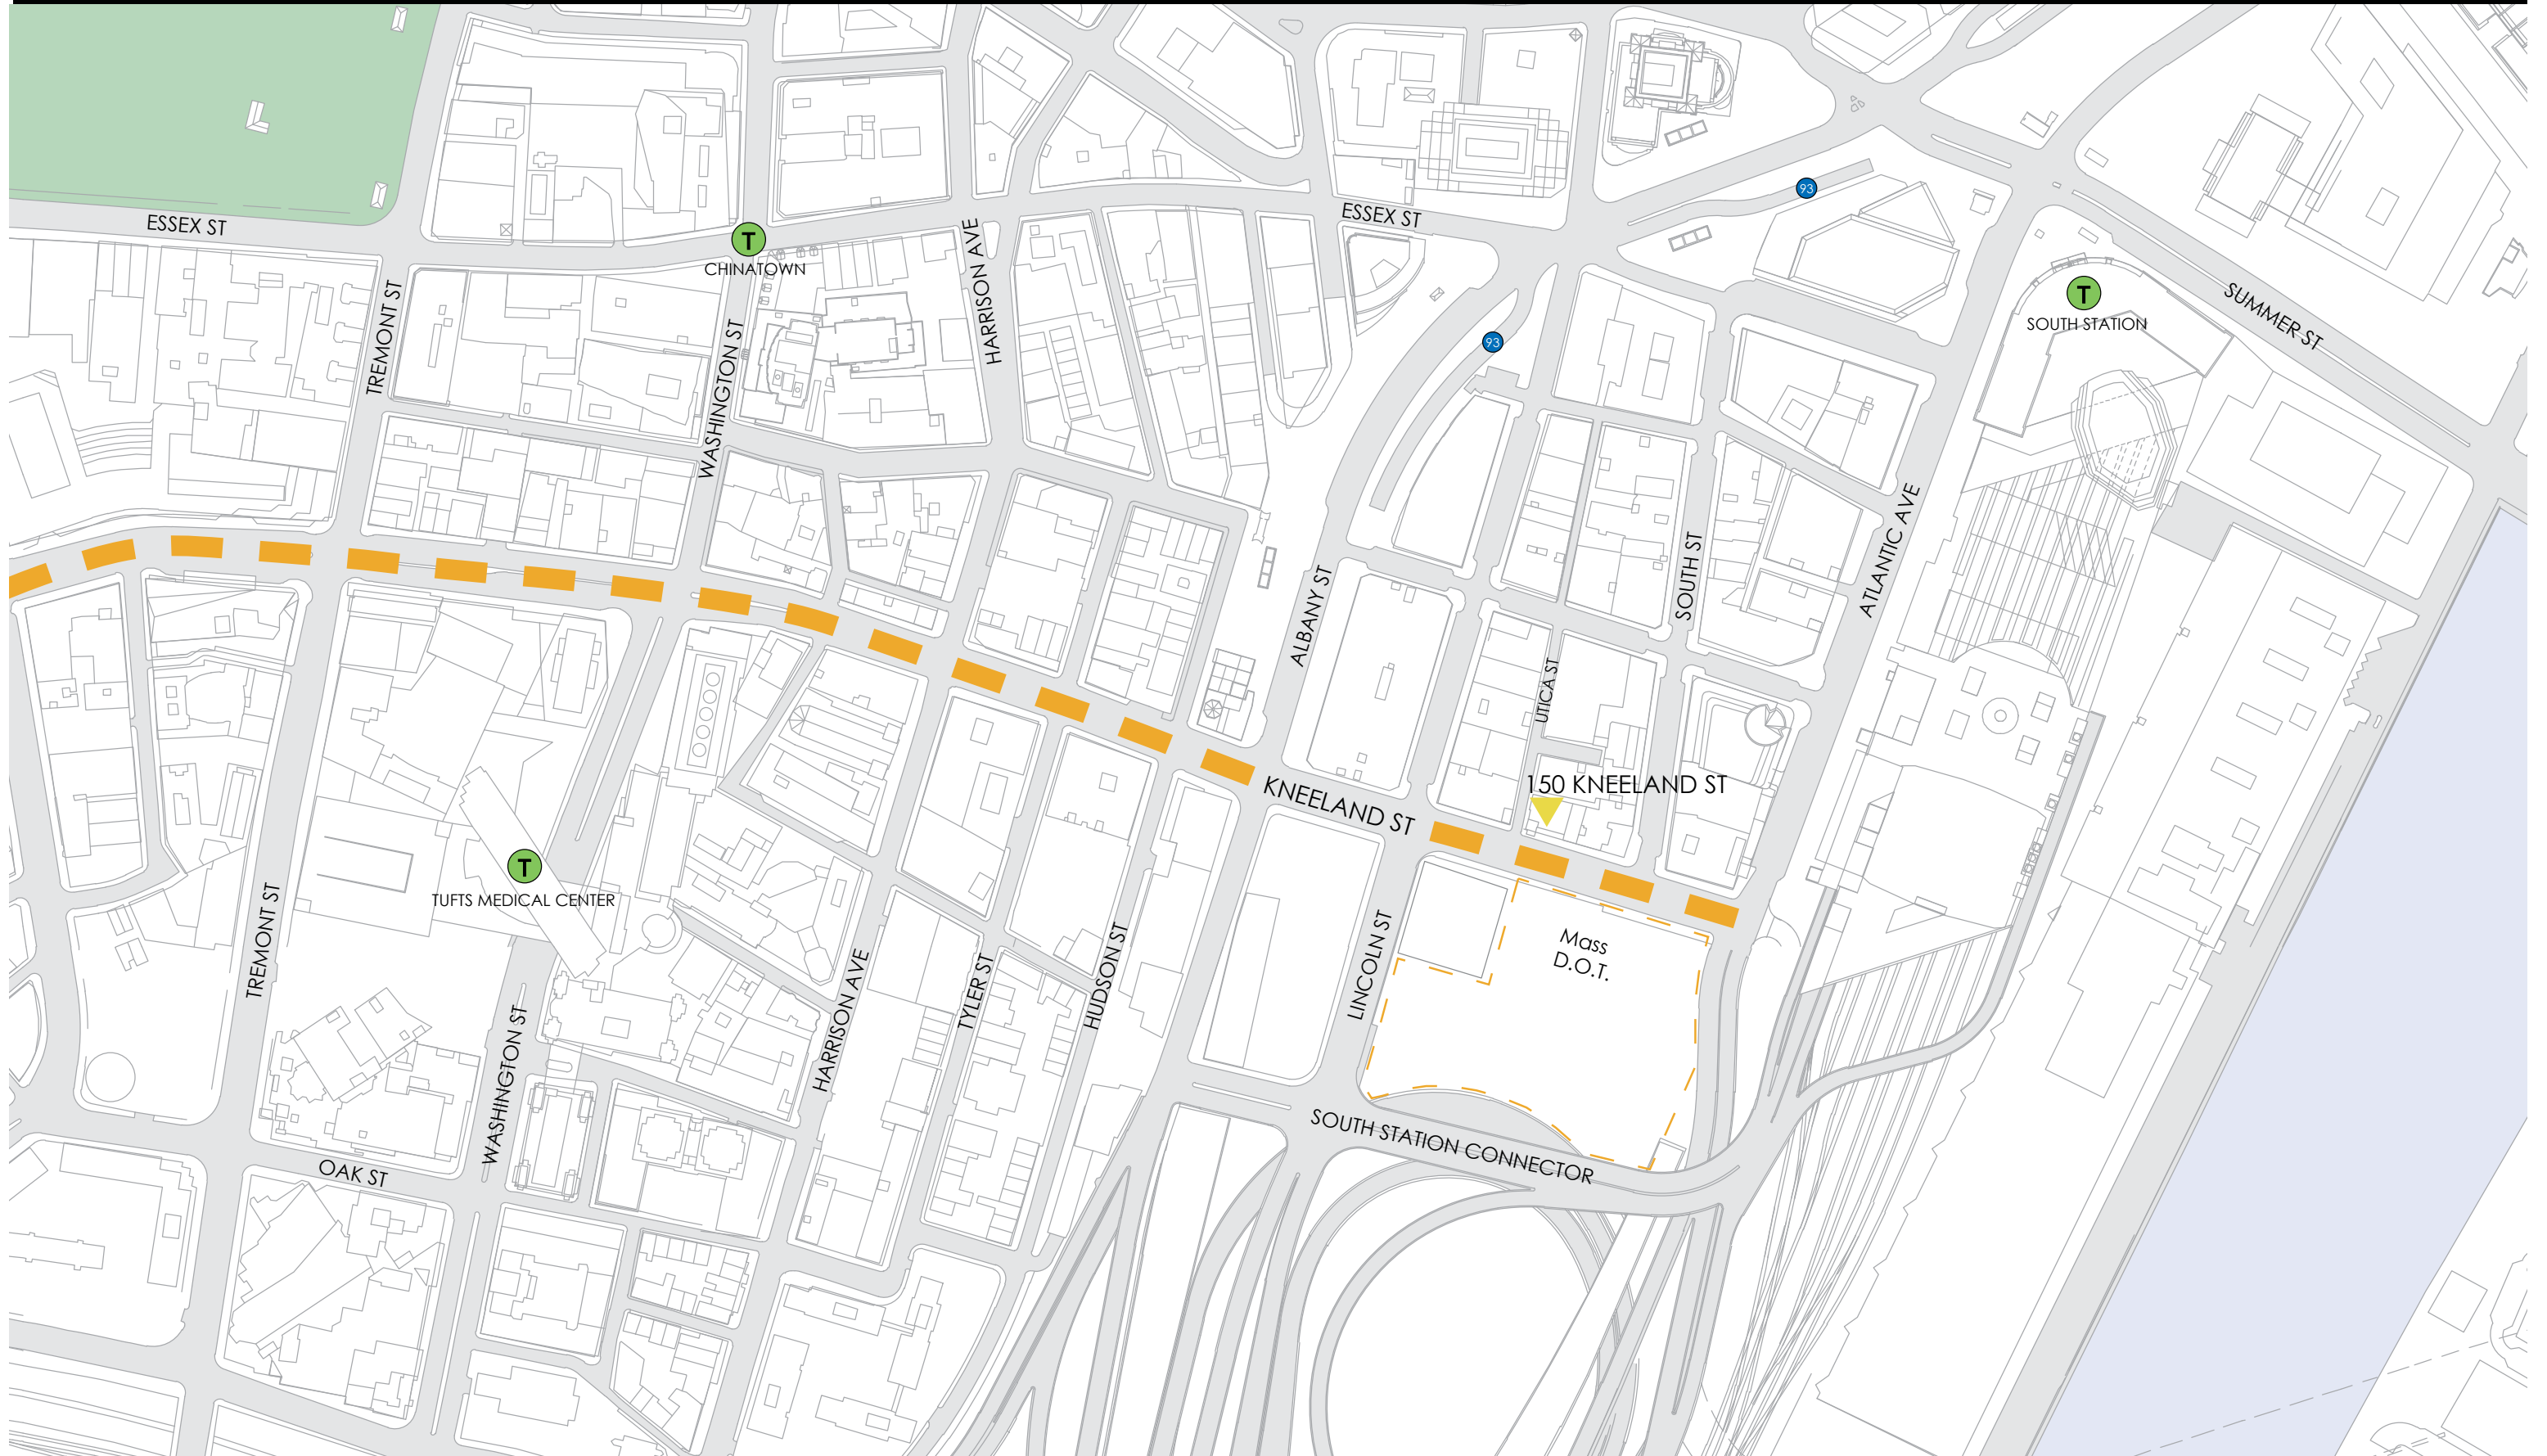 93
ESSEX ST
ESSEX ST
T
CHINATOWN
HARRISON AVE
T
SOUTH STATION
SUMMER ST
TREMONT ST
WASHINGTON ST
93
ATLANTIC AVE
SOUTH ST
ALBANY ST
UTICA ST
150 KNEELAND ST
KNEELAND ST
T
TUFTS MEDICAL CENTER
TREMONT ST
Mass
D.O.T.
LINCOLN ST
HUDSON ST
TYLER ST
HARRISON AVE
WASHINGTON ST
SOUTH STATION CONNECTOR
OAK ST